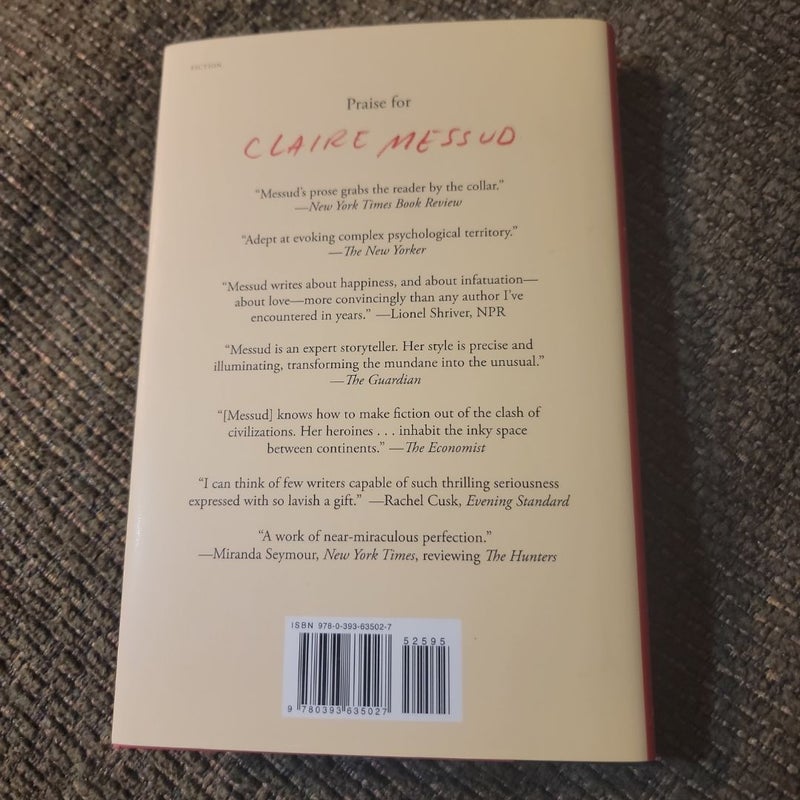 FICTION
Praise for
CLAIRE MESSUD
“Messud’s prose grabs the reader by the collar.”
—New York Times Book Review
“Adept at evoking complex psychological territory.”
—The New Yorker
“Messud writes about happiness, and about infatuation—
about love—more convincingly than any author I’ve
encountered in years.” —Lionel Shriver, NPR
“Messud is an expert storyteller. Her style is precise and
illuminating, transforming the mundane into the unusual.”
—The Guardian
“[Messud] knows how to make fiction out of the clash of
civilizations. Her heroines . . . inhabit the inky space
between continents.” —The Economist
“I can think of few writers capable of such thrilling seriousness
expressed with so lavish a gift.” —Rachel Cusk, Evening Standard
“A work of near-miraculous perfection.”
—Miranda Seymour, New York Times, reviewing The Hunters
ISBN 978-0-393-63502-7
52595
9 780393 635027